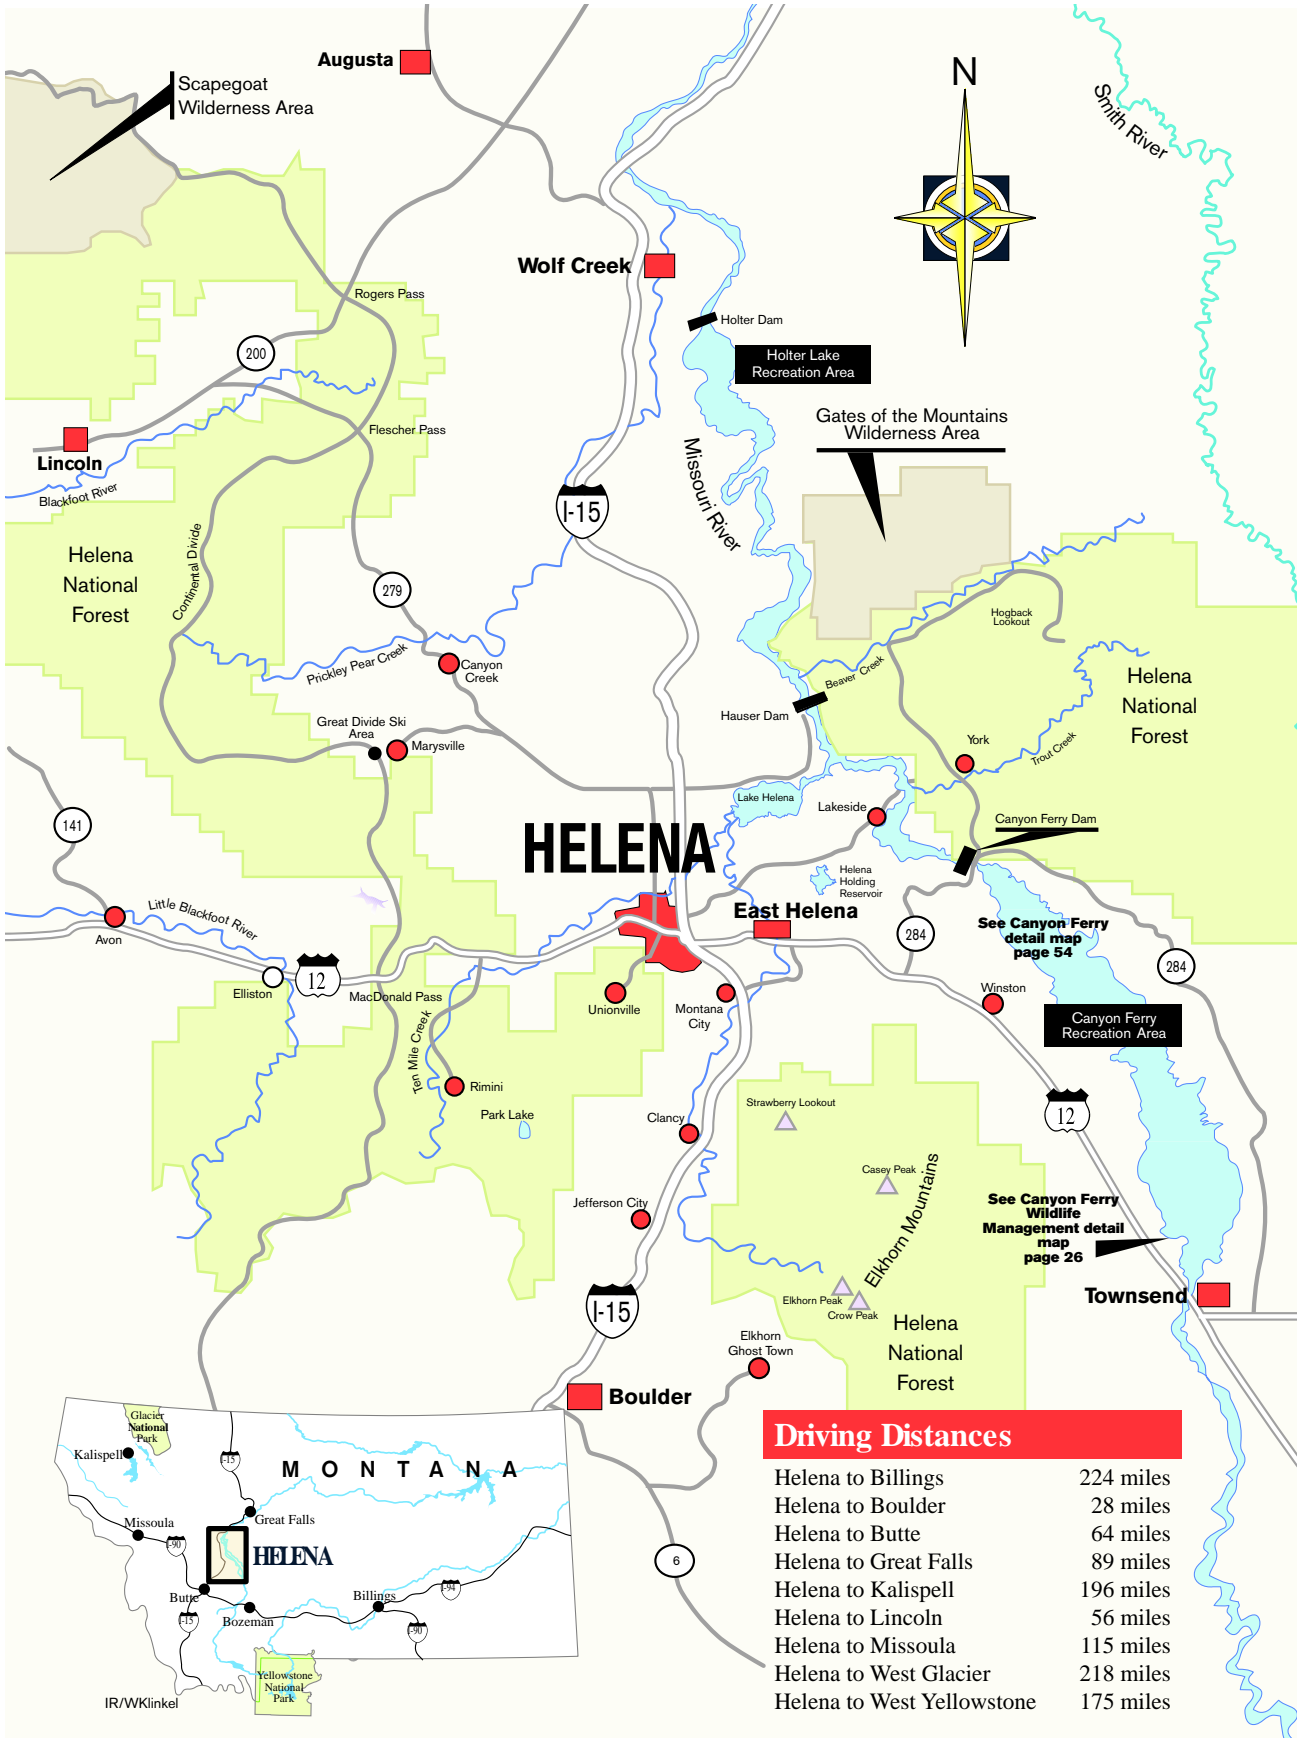 Augusta
Scapegoat
Wilderness Area
N
Smith River
Wolf Creek
Rogers Pass
Holter Dam
200
Holter Lake
Recreation Area
Gates of the Mountains
Wilderness Area
Flescher Pass
Lincoln
Blackfoot River
Missouri River
I-15
Helena
National
Forest
Continental Divide
279
Hogback
Lookout
Prickley Pear Creek
Canyon
Creek
Beaver Creek
Helena
National
Forest
Hauser Dam
Great Divide Ski
Area
Marysville
York
Trout Creek
Lake Helena
Lakeside
141
Canyon Ferry Dam
HELENA
Helena
Holding
Reservoir
Little Blackfoot River
East Helena
Avon
284
See Canyon Ferry
detail map
page 54
284
12
Elliston
MacDonald Pass
Unionville
Montana
City
Winston
Canyon Ferry
Recreation Area
Ten Mile Creek
Rimini
Park Lake
Strawberry Lookout
12
Clancy
Casey Peak
Elkhorn Mountains
Jefferson City
See Canyon Ferry
Wildlife
Management detail
map
page 26
I-15
Elkhorn Peak
Crow Peak
Townsend
Helena
National
Forest
Elkhorn
Ghost Town
Boulder
6
Driving Distances
Helena to Billings 224 miles
Helena to Boulder 28 miles
Helena to Butte 64 miles
Helena to Great Falls 89 miles
Helena to Kalispell 196 miles
Helena to Lincoln 56 miles
Helena to Missoula 115 miles
Helena to West Glacier 218 miles
Helena to West Yellowstone 175 miles
Glacier
National
Park
Kalispell
I-15
MONTANA
Missoula
Great Falls
I-90
HELENA
Butte
I-15
Bozeman
Billings
I-94
I-90
Yellowstone
National
Park
IR/WKlinkel